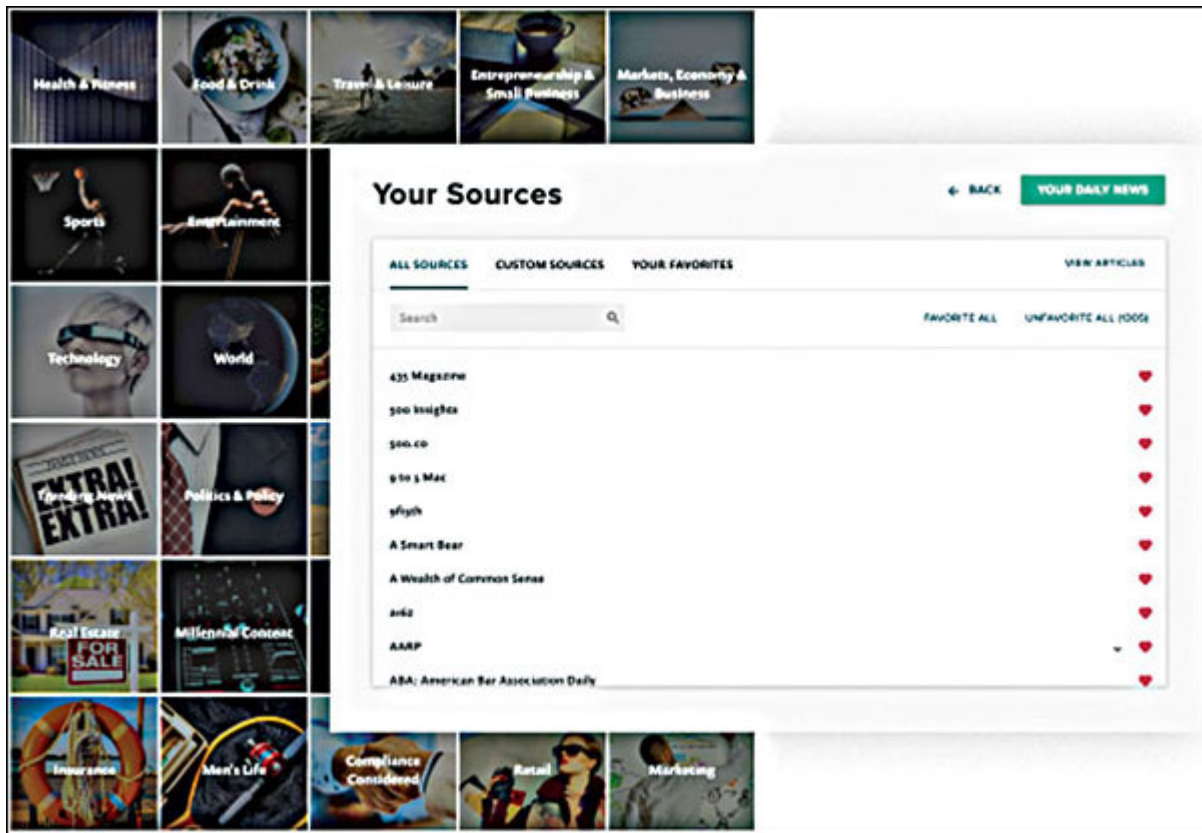 Health & Fitness
Food & Drink
Travel & Leisure
Entrepreneurship &
Small Business
Markets, Economy &
Business
Sports
Entertainment
Technology
World
EXTRA!
Trending News
EXTRA!
Politics & Policy
Real Estate
FOR
SALE
Millennial Content
Insurance
Men's Life
Compliance
Considered
Retail
Marketing
Your Sources
← BACK
YOUR DAILY NEWS
ALL SOURCES
CUSTOM SOURCES
YOUR FAVORITES
VIEW ARTICLES
Search
FAVORITE ALL
UNFAVORITE ALL (1005)
435 Magazine
500 Insights
500.co
9 to 5 Mac
A Smart Bear
A Wealth of Common Sense
AARP
ABA: American Bar Association Daily